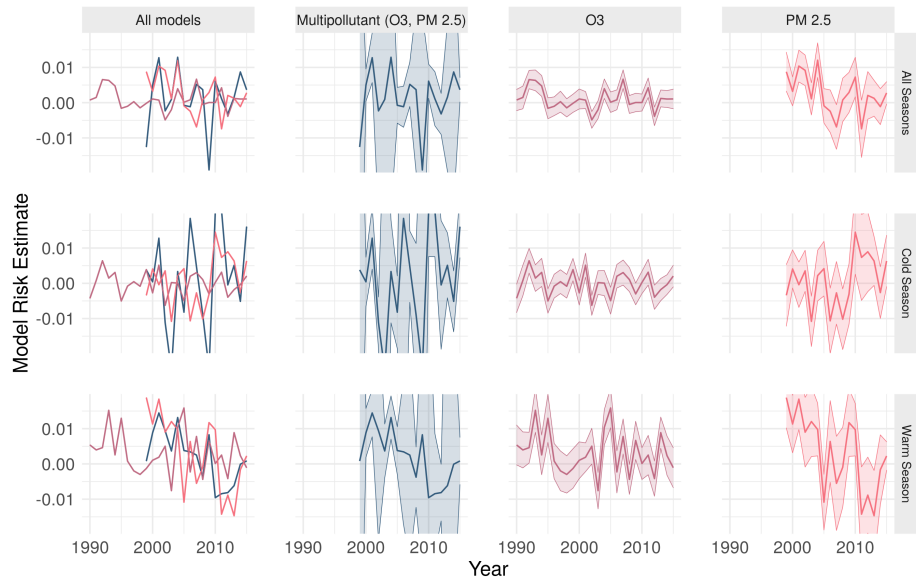 All models
Multipollutant (O3, PM 2.5)
O3
PM 2.5
0.01
0.00
-0.01
All Seasons
0.01
0.00
-0.01
Cold Season
0.01
0.00
-0.01
Warm Season
Model Risk Estimate
1990 2000 2010
1990 2000 2010
1990 2000 2010
1990 2000 2010
Year